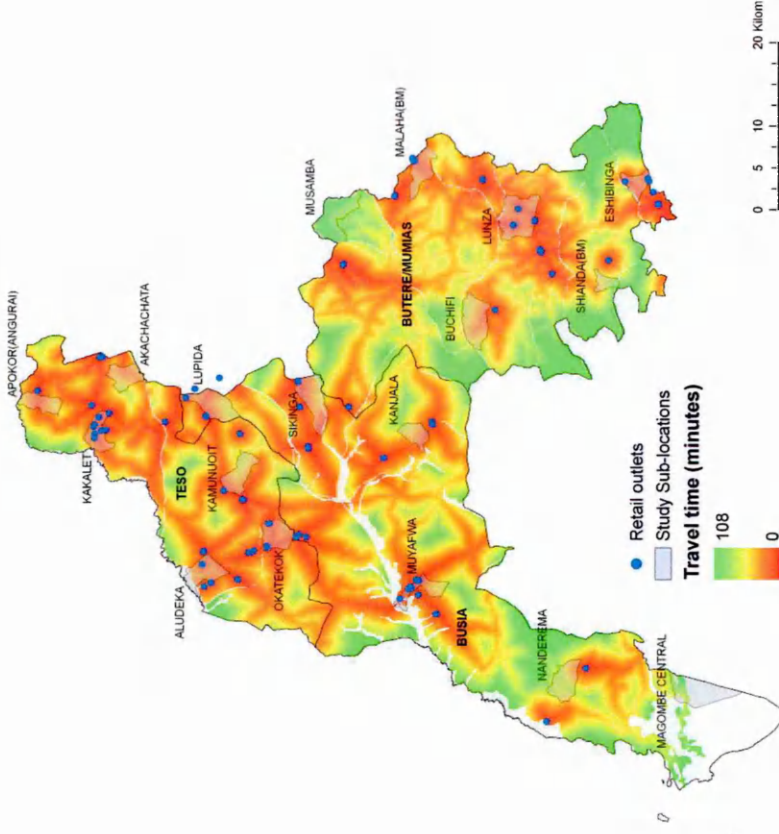 APOKOR(ANGURAI)
KAKALET
AKACHACHATA
LUPIDA
TESO
KAMUNUOIT
ALUDEKA
OKATEKOK
SIKINGA
MUSAMBA
MALAHA(BM)
BUTERE/MUMIAS
KANJALA
BUCHIFI
LUNZA
MUYAFWA
BUSIA
SHIANDA(BM)
ESHIBINGA
NANDEREMA
MAGOMBE CENTRAL
Retail outlets
Study Sub-locations
Travel time (minutes)
108
0
0 5 10 20 Kilom